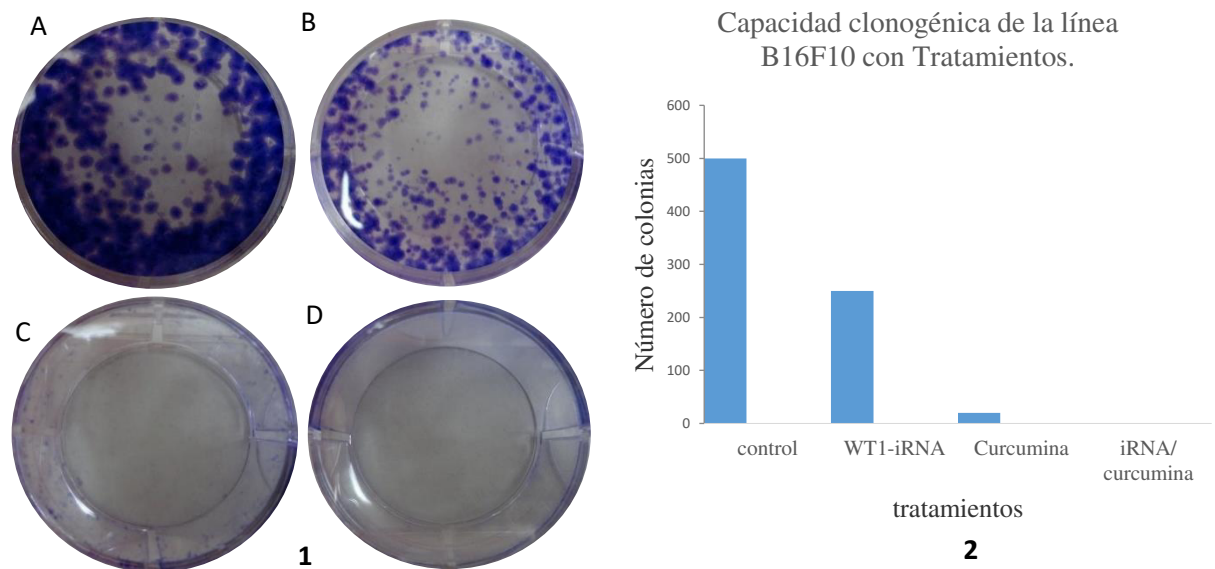 A
B
C
D
1
Capacidad clonogénica de la línea
B16F10 con Tratamientos.
Número de colonias
600
500
400
300
200
100
0
control
WT1-iRNA
Curcumina
iRNA/
curcumina
tratamientos
2